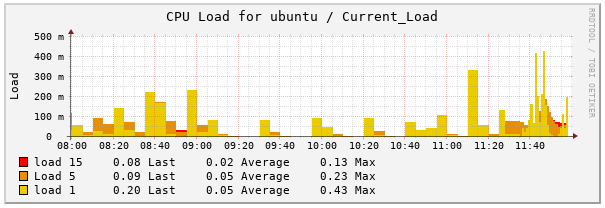 CPU Load for ubuntu / Current_Load
RRDTOOL / TOBI OETIKER
Load
500 m
400 m
300 m
200 m
100 m
0
08:00 08:20 08:40 09:00 09:20 09:40 10:00 10:20 10:40 11:00 11:20 11:40
load 15 0.08 Last 0.02 Average 0.13 Max
load 5 0.09 Last 0.05 Average 0.23 Max
load 1 0.20 Last 0.05 Average 0.43 Max